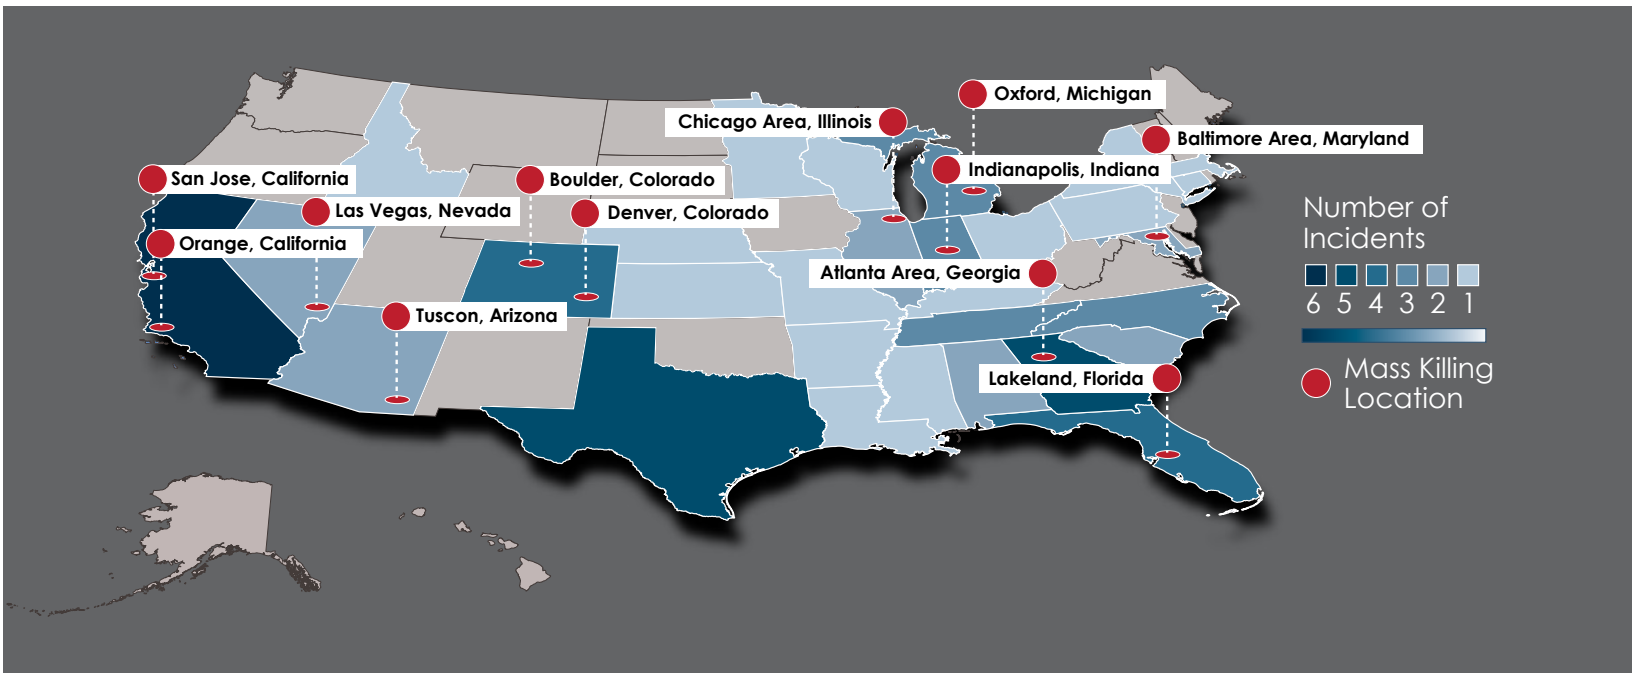 Oxford, Michigan
Chicago Area, Illinois
Baltimore Area, Maryland
Indianapolis, Indiana
San Jose, California
Boulder, Colorado
Las Vegas, Nevada
Denver, Colorado
Orange, California
Atlanta Area, Georgia
Tuscon, Arizona
Lakeland, Florida
Number of
Incidents
6 5 4 3 2 1
Mass Killing
Location